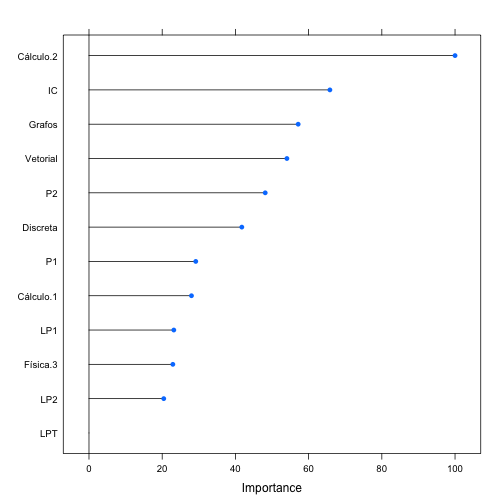 Cálculo.2
IC
Grafos
Vetorial
P2
Discreta
P1
Cálculo.1
LP1
Física.3
LP2
LPT
0 20 40 60 80 100
Importance